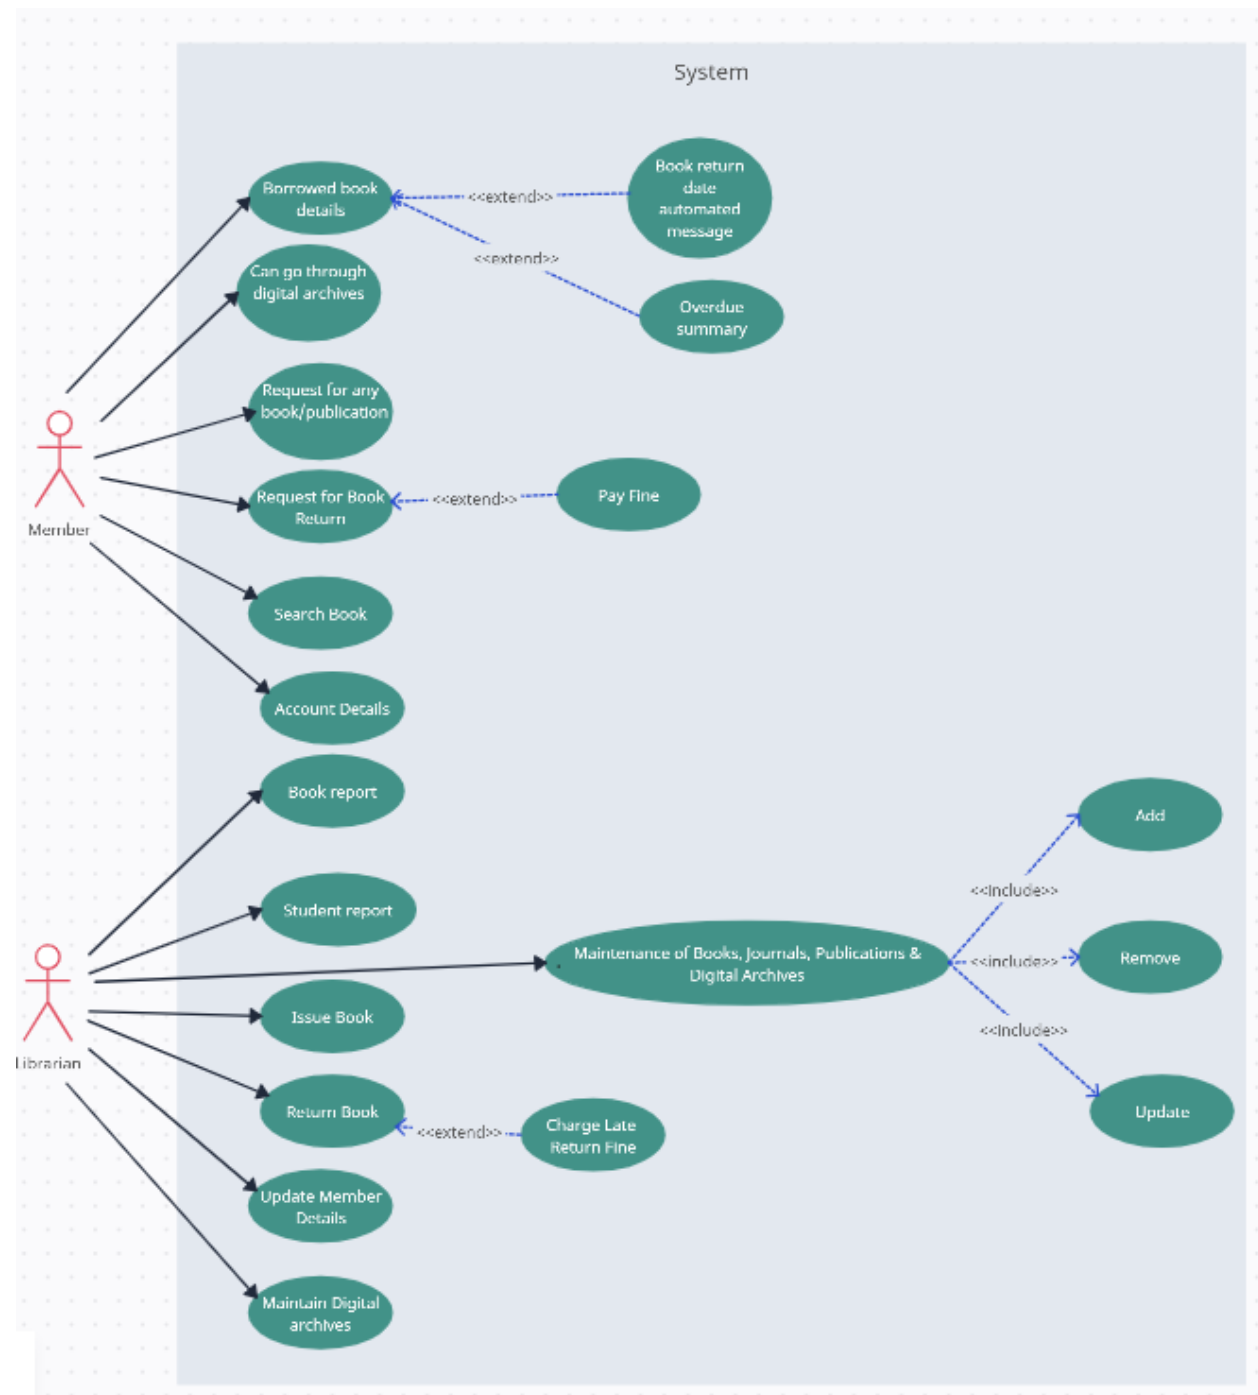 System
Borrowed book
details
<<extend>>
Book return
date
automated
message
<<extend>>
Overdue
summary
Can go through
digital archives
Request for any
book/publication
Request for Book
Return
<<extend>>
Pay Fine
Member
Search Book
Account Details
Book report
Student report
Maintenance of Books, Journals, Publications &
Digital Archives
<<include>>
Add
<<include>>
Remove
<<include>>
Update
Issue Book
Librarian
Return Book
<<extend>>
Charge Late
Return Fine
Update Member
Details
Maintain Digital
archives